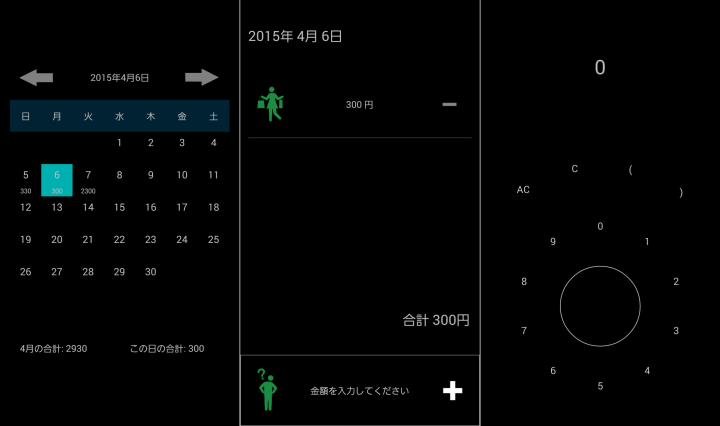 2015年4月6日
日 月 火 水 木 金 土
1 2 3 4
5 6 7 8 9 10 11
330 300 2300
12 13 14 15 16 17 18
19 20 21 22 23 24 25
26 27 28 29 30
4月の合計: 2930 この日の合計: 300
2015年 4月 6日
300 円
合計 300円
?
金額を入力してください
0
AC C ( )
0
9 1
8 2
7 3
6 4
5